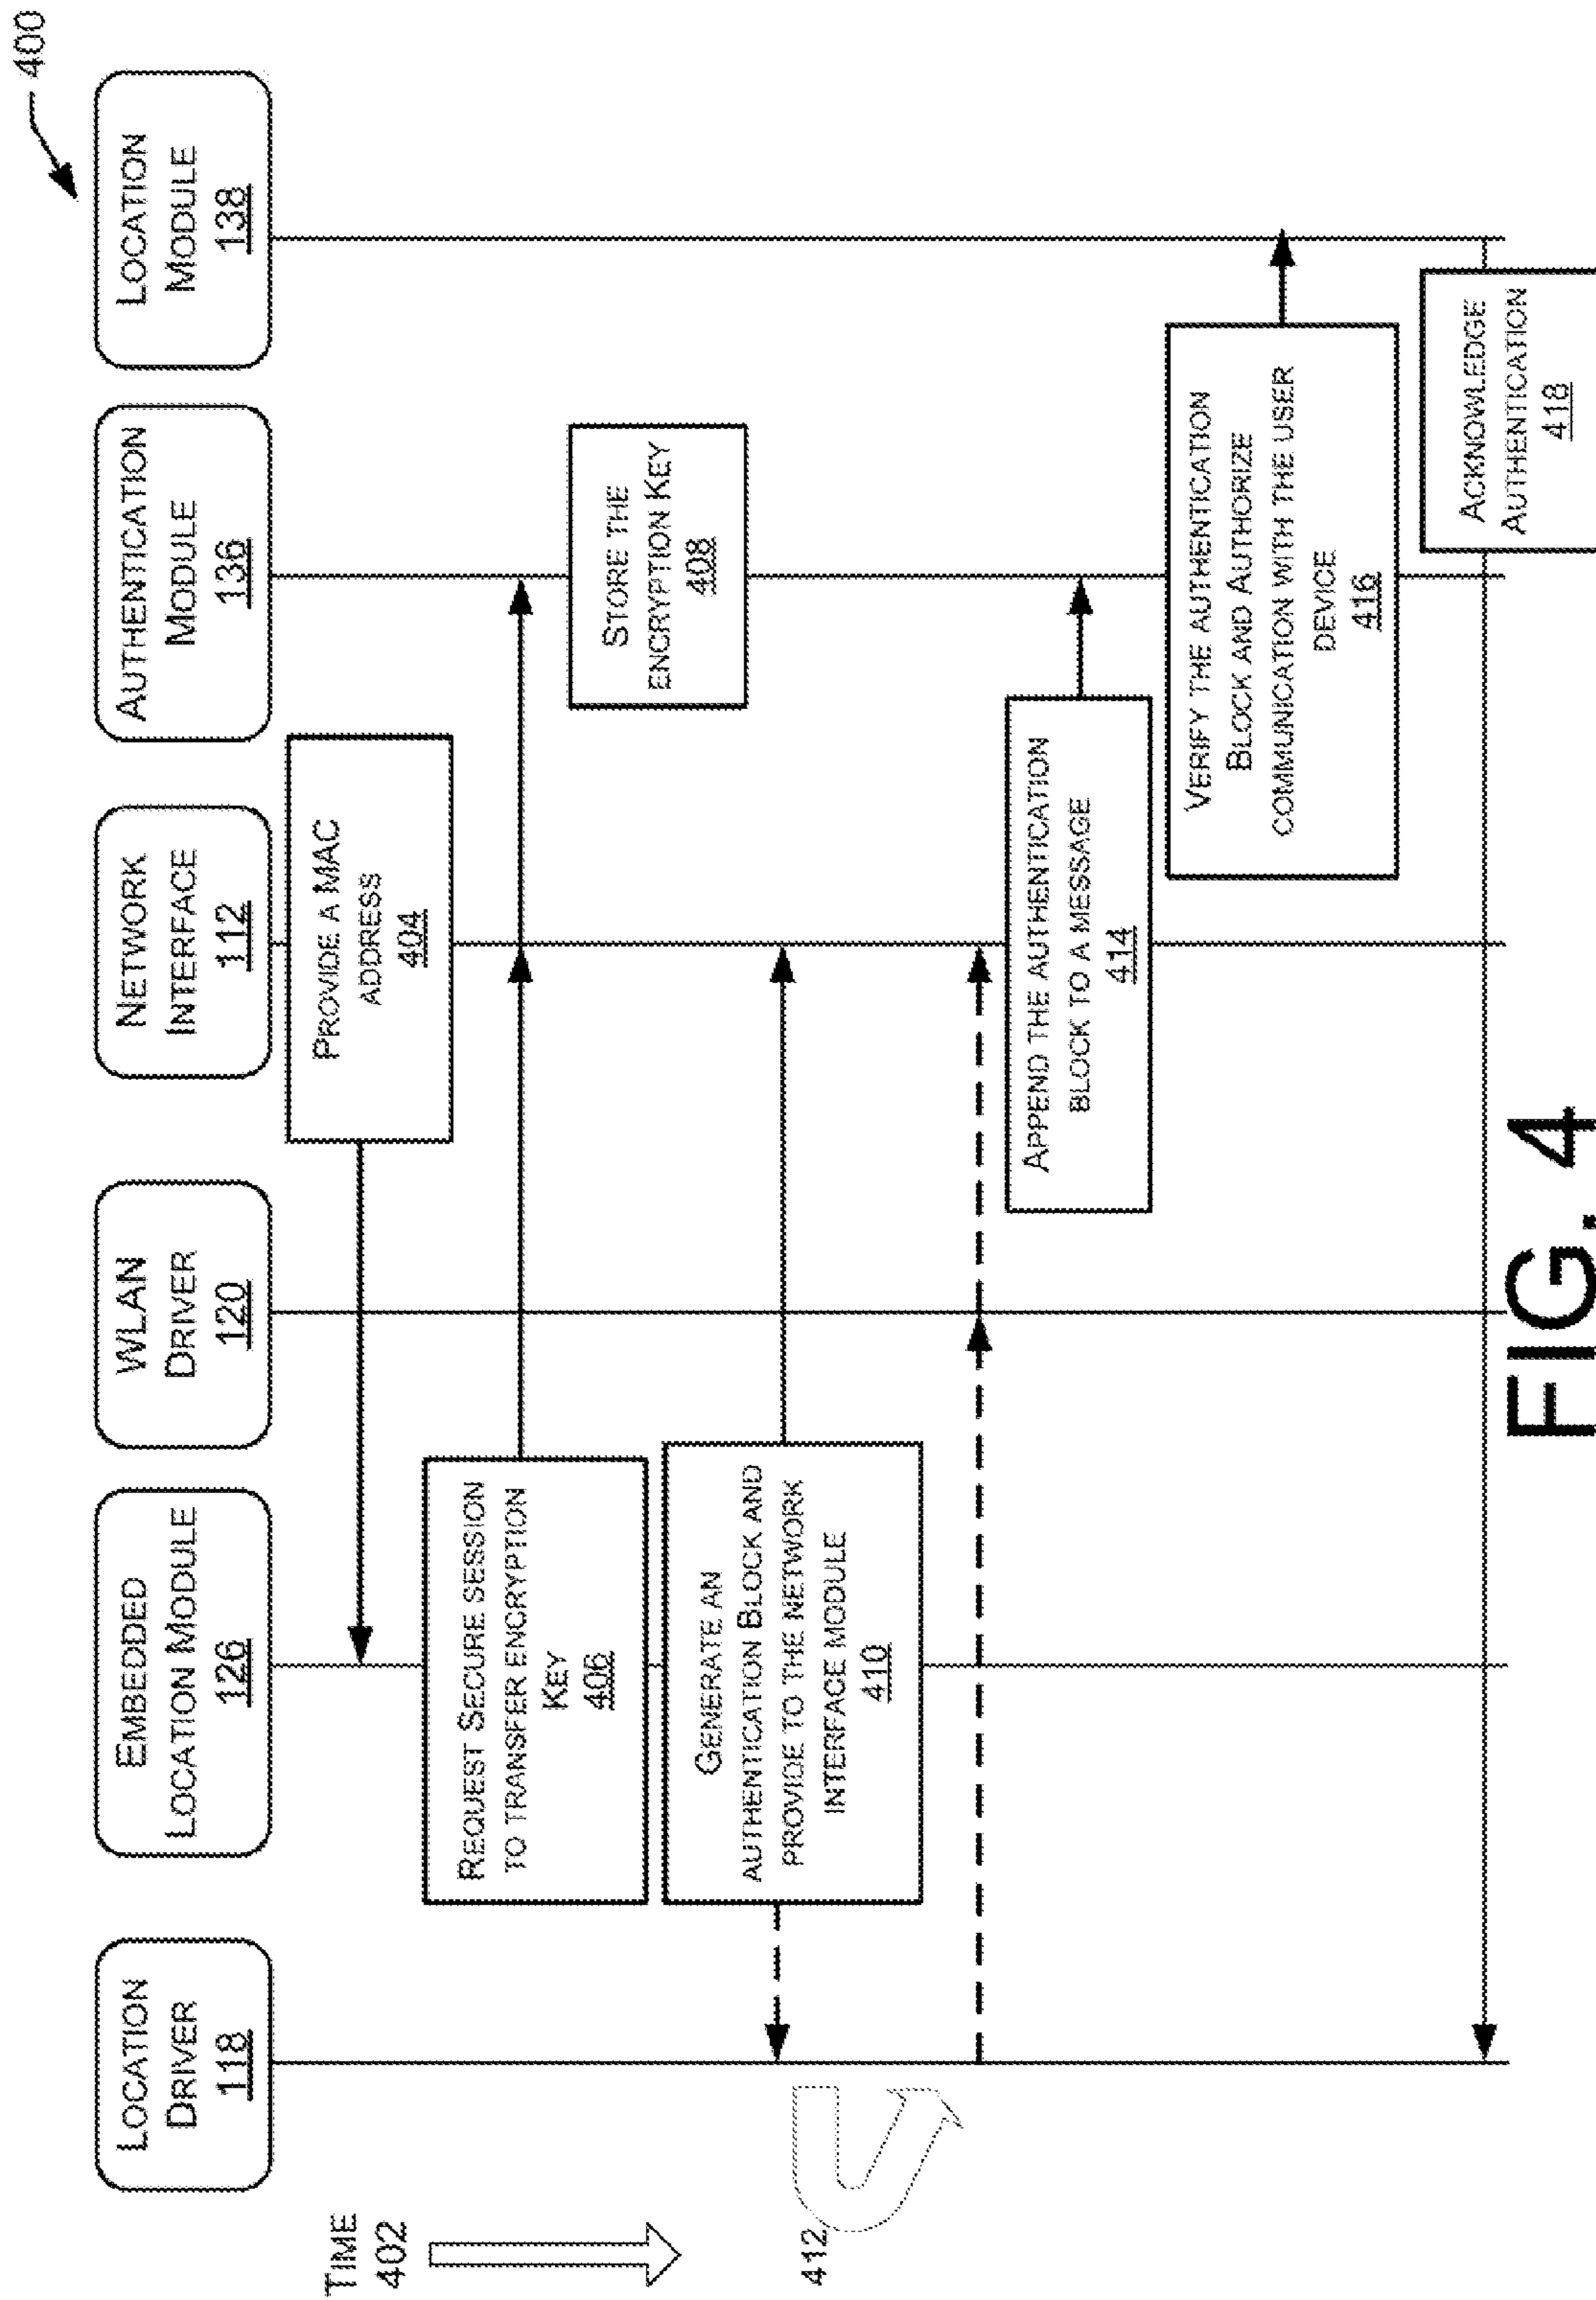 400
LOCATION
DRIVER
118
EMBEDDED
LOCATION MODULE
126
WLAN
DRIVER
120
NETWORK
INTERFACE
112
AUTHENTICATION
MODULE
136
LOCATION
MODULE
138
TIME
402
PROVIDE A MAC
ADDRESS
404
REQUEST SECURE SESSION
TO TRANSFER ENCRYPTION
KEY
406
STORE THE
ENCRYPTION KEY
408
GENERATE AN
AUTHENTICATION BLOCK AND
PROVIDE TO THE NETWORK
INTERFACE MODULE
410
412
APPEND THE AUTHENTICATION
BLOCK TO A MESSAGE
414
VERIFY THE AUTHENTICATION
BLOCK AND AUTHORIZE
COMMUNICATION WITH THE USER
DEVICE
416
ACKNOWLEDGE
AUTHENTICATION
418
FIG. 4